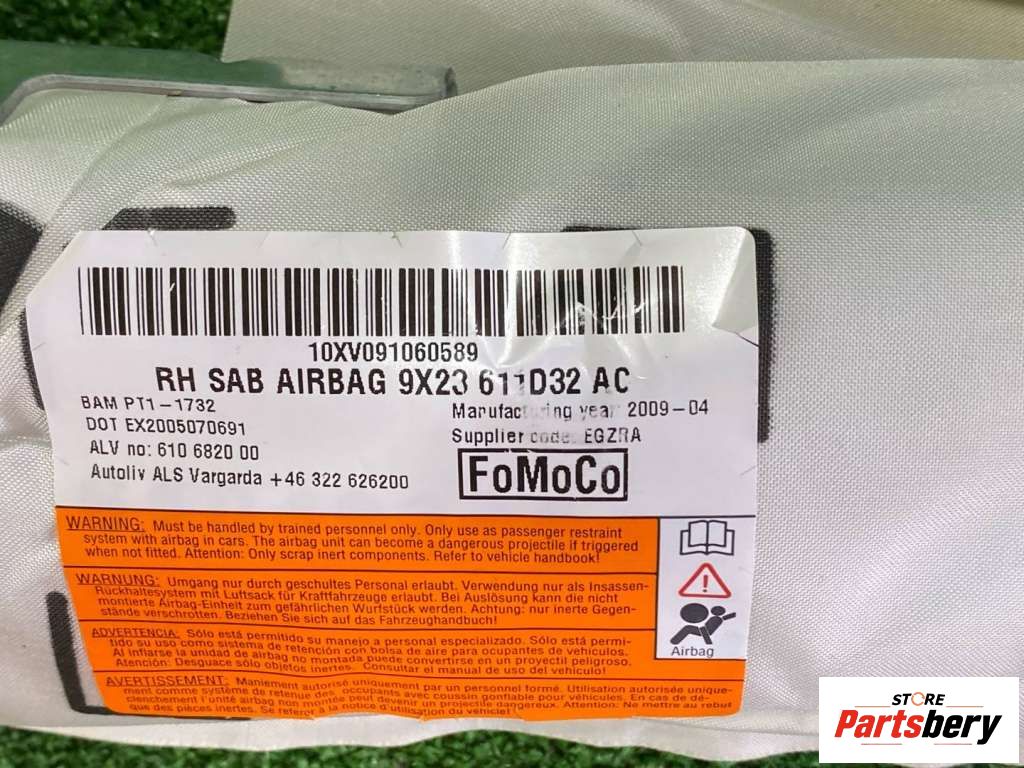 10XV091060589
RH SAB AIRBAG 9X23 611D32 AC
BAM PT1-1732
DOT EX2005070691
ALV no: 610 6820 00
Autoliv ALS Vargarda +46 322 626200
Manufacturing year 2009-04
Supplier code: EGZRA
FoMoCo
WARNING: Must be handled by trained personnel only. Only use as passenger restraint
system with airbag in cars. The airbag unit can become a dangerous projectile if triggered
when not fitted. Attention: Only scrap inert components. Refer to vehicle handbook!
WARNUNG: Umgang nur durch geschultes Personal erlaubt. Verwendung nur als Insassen-
Rückhaltesystem mit Luftsack für Kraftfahrzeuge erlaubt. Bei Auslösung kann die nicht
montierte Airbag-Einheit zum gefährlichen Wurfstück werden. Achtung: nur inerte Gegen-
stände verschrotten. Beziehen Sie sich auf das Fahrzeughandbuch!
ADVERTENCIA: Sólo está permitido su manejo a personal especializado. Sólo está permi-
tido su uso como sistema de retención con bolsa de aire para ocupantes de vehículos.
Al inflarse la unidad de airbag no montada puede convertirse en un proyectil peligroso.
Atención: Desguace sólo objetos inertes. Consultar el manual de uso del vehículo!
AVERTISSEMENT: Maniement autorisé uniquement par un personnel formé. Utilisation autorisée unique-
ment comme système de retenue des occupants avec coussin gonflable pour véhicules. En cas de dé-
clenchement l'unité airbag non montée peut devenir un projectile dangereux. Attention: Ne mettre au rebut
que des pièces inertes. Se référer à la notice d'utilisation du véhicule!
Airbag
STORE
Partsbery